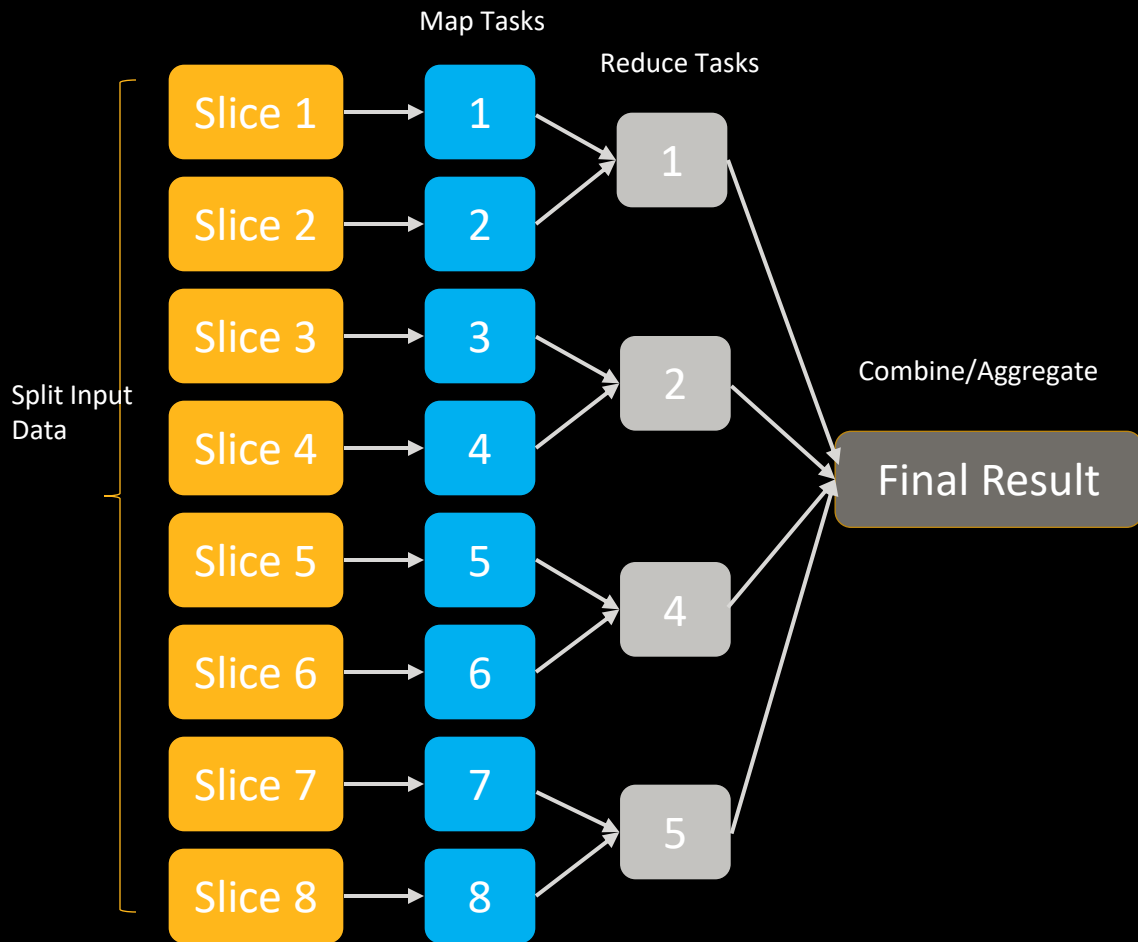 Map Tasks
Reduce Tasks
Slice 1
1
1
Slice 2
2
Slice 3
3
2
Combine/Aggregate
Split Input
Data
Slice 4
4
Final Result
Slice 5
5
4
Slice 6
6
Slice 7
7
5
Slice 8
8